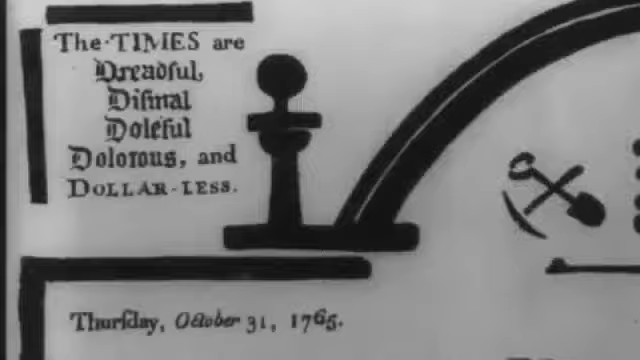 The·TIMES are
Dreadful,
Diſmal
Doleful
Dolorous, and
DOLLAR-LESS.
Thurſday, October 31, 1765.